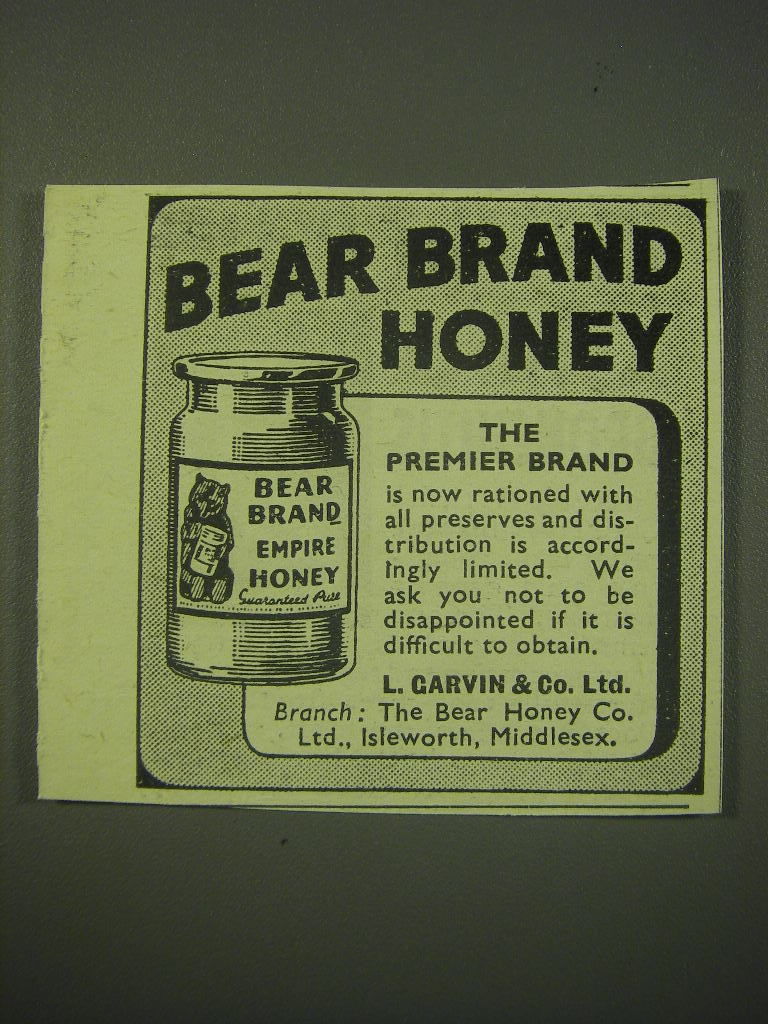 BEAR BRAND
HONEY
BEAR
BRAND
EMPIRE
HONEY
Guaranteed Pure
THE
PREMIER BRAND
is now rationed with
all preserves and dis-
tribution is accord-
ingly limited. We
ask you not to be
disappointed if it is
difficult to obtain.
L. GARVIN & Co. Ltd.
Branch: The Bear Honey Co.
Ltd., Isleworth, Middlesex.